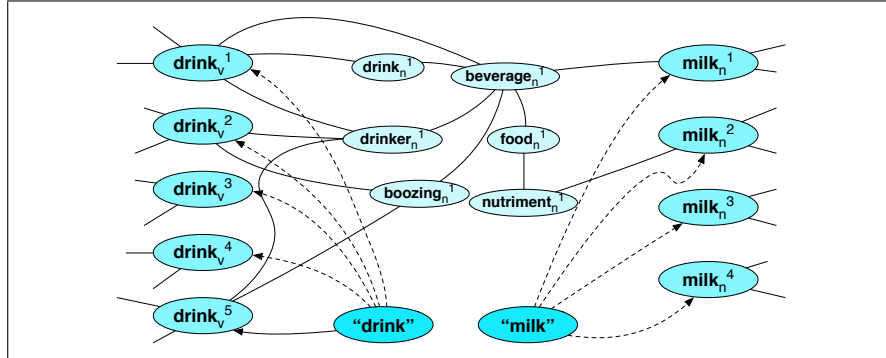 drink_v^1
drink_n^1
beverage_n^1
milk_n^1
drink_v^2
drinker_n^1
food_n^1
milk_n^2
drink_v^3
boozing_n^1
nutriment_n^1
milk_n^3
drink_v^4
milk_n^4
drink_v^5
“drink”
“milk”